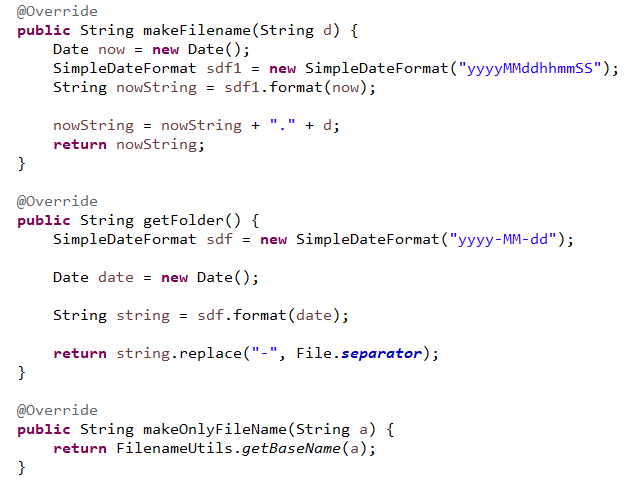 @Override
public String makeFilename(String d) {
    Date now = new Date();
    SimpleDateFormat sdf1 = new SimpleDateFormat("yyyyMMddhhmmSS");
    String nowString = sdf1.format(now);

    nowString = nowString + "." + d;
    return nowString;
}

@Override
public String getFolder() {
    SimpleDateFormat sdf = new SimpleDateFormat("yyyy-MM-dd");

    Date date = new Date();

    String string = sdf.format(date);

    return string.replace("-", File.separator);
}

@Override
public String makeOnlyFileName(String a) {
    return FilenameUtils.getBaseName(a);
}